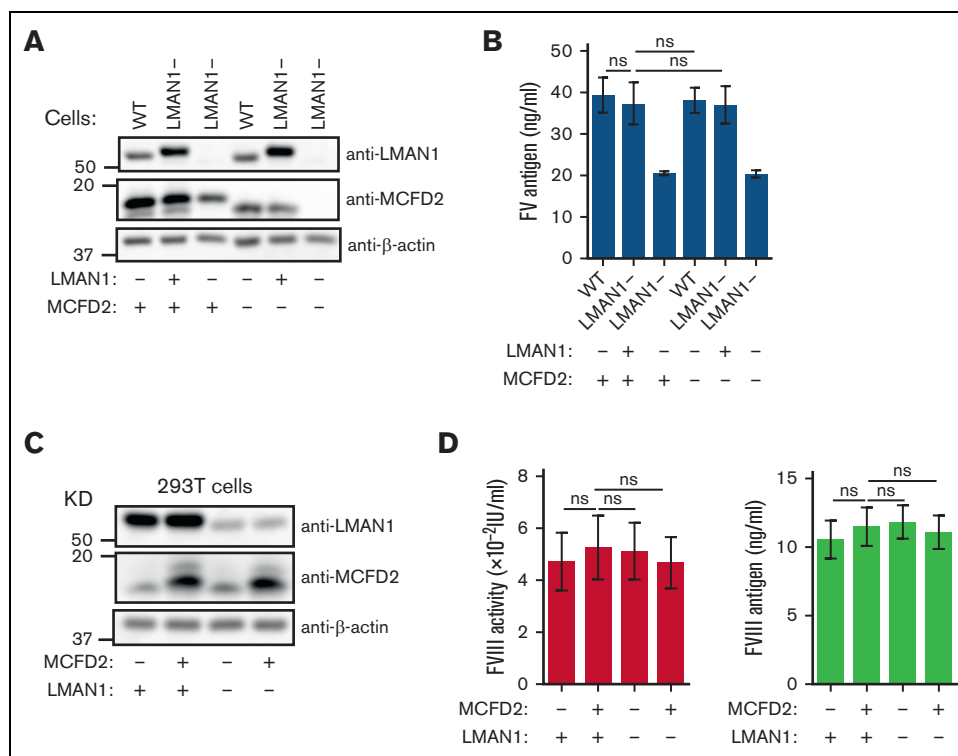 A
Cells: WT LMAN1– LMAN1– WT LMAN1– LMAN1–
anti-LMAN1
50
20
anti-MCFD2
anti-β-actin
37
LMAN1: – + – – + –
MCFD2: + + + – – –
B
FV antigen (ng/ml)
50
40
30
20
10
0
ns
ns
ns
WT LMAN1– LMAN1– WT LMAN1– LMAN1–
LMAN1: – + – – + –
MCFD2: + + + – – –
C
KD 293T cells
anti-LMAN1
50
20
anti-MCFD2
anti-β-actin
37
MCFD2: – + – +
LMAN1: + + – –
D
FVIII activity (×10⁻²IU/ml)
8
6
4
2
0
ns
ns ns
MCFD2: – + – +
LMAN1: + + – –
FVIII antigen (ng/ml)
15
10
5
0
ns
ns ns
MCFD2: – + – +
LMAN1: + + – –